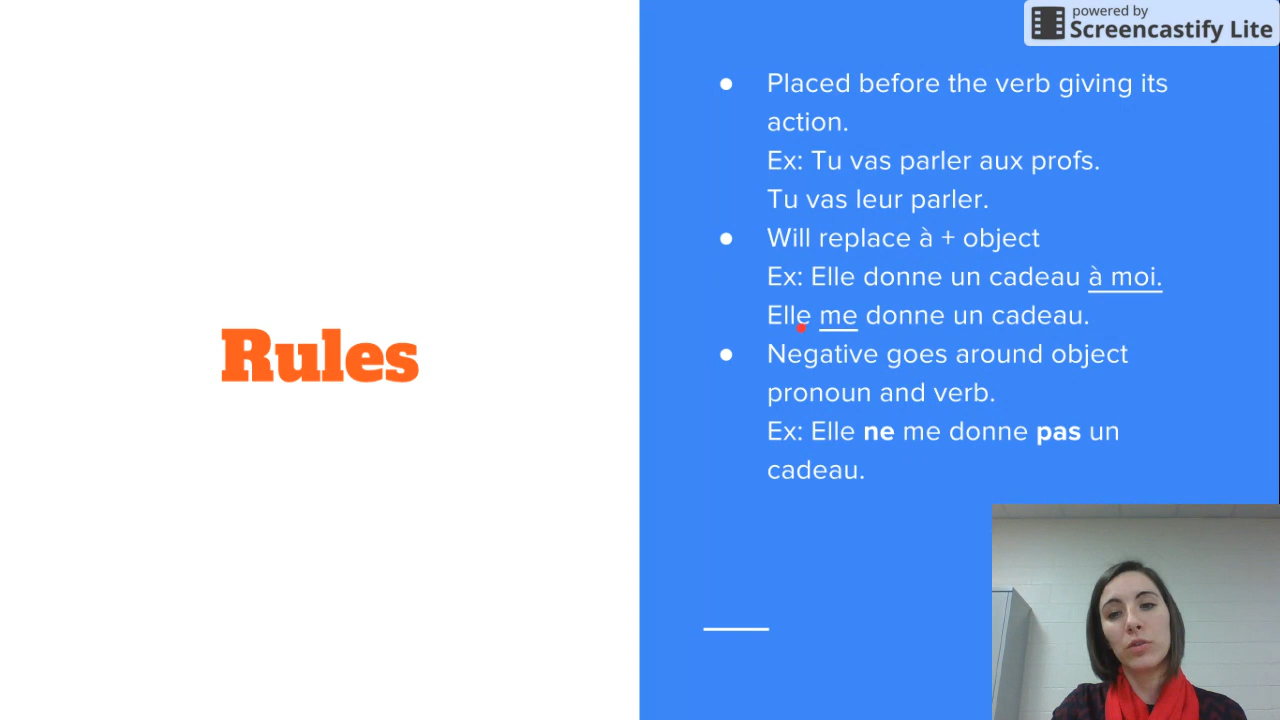 powered by
Screencastify Lite
Rules
● Placed before the verb giving its
action.
Ex: Tu vas parler aux profs.
Tu vas leur parler.
● Will replace à + object
Ex: Elle donne un cadeau à moi.
Elle me donne un cadeau.
● Negative goes around object
pronoun and verb.
Ex: Elle ne me donne pas un
cadeau.